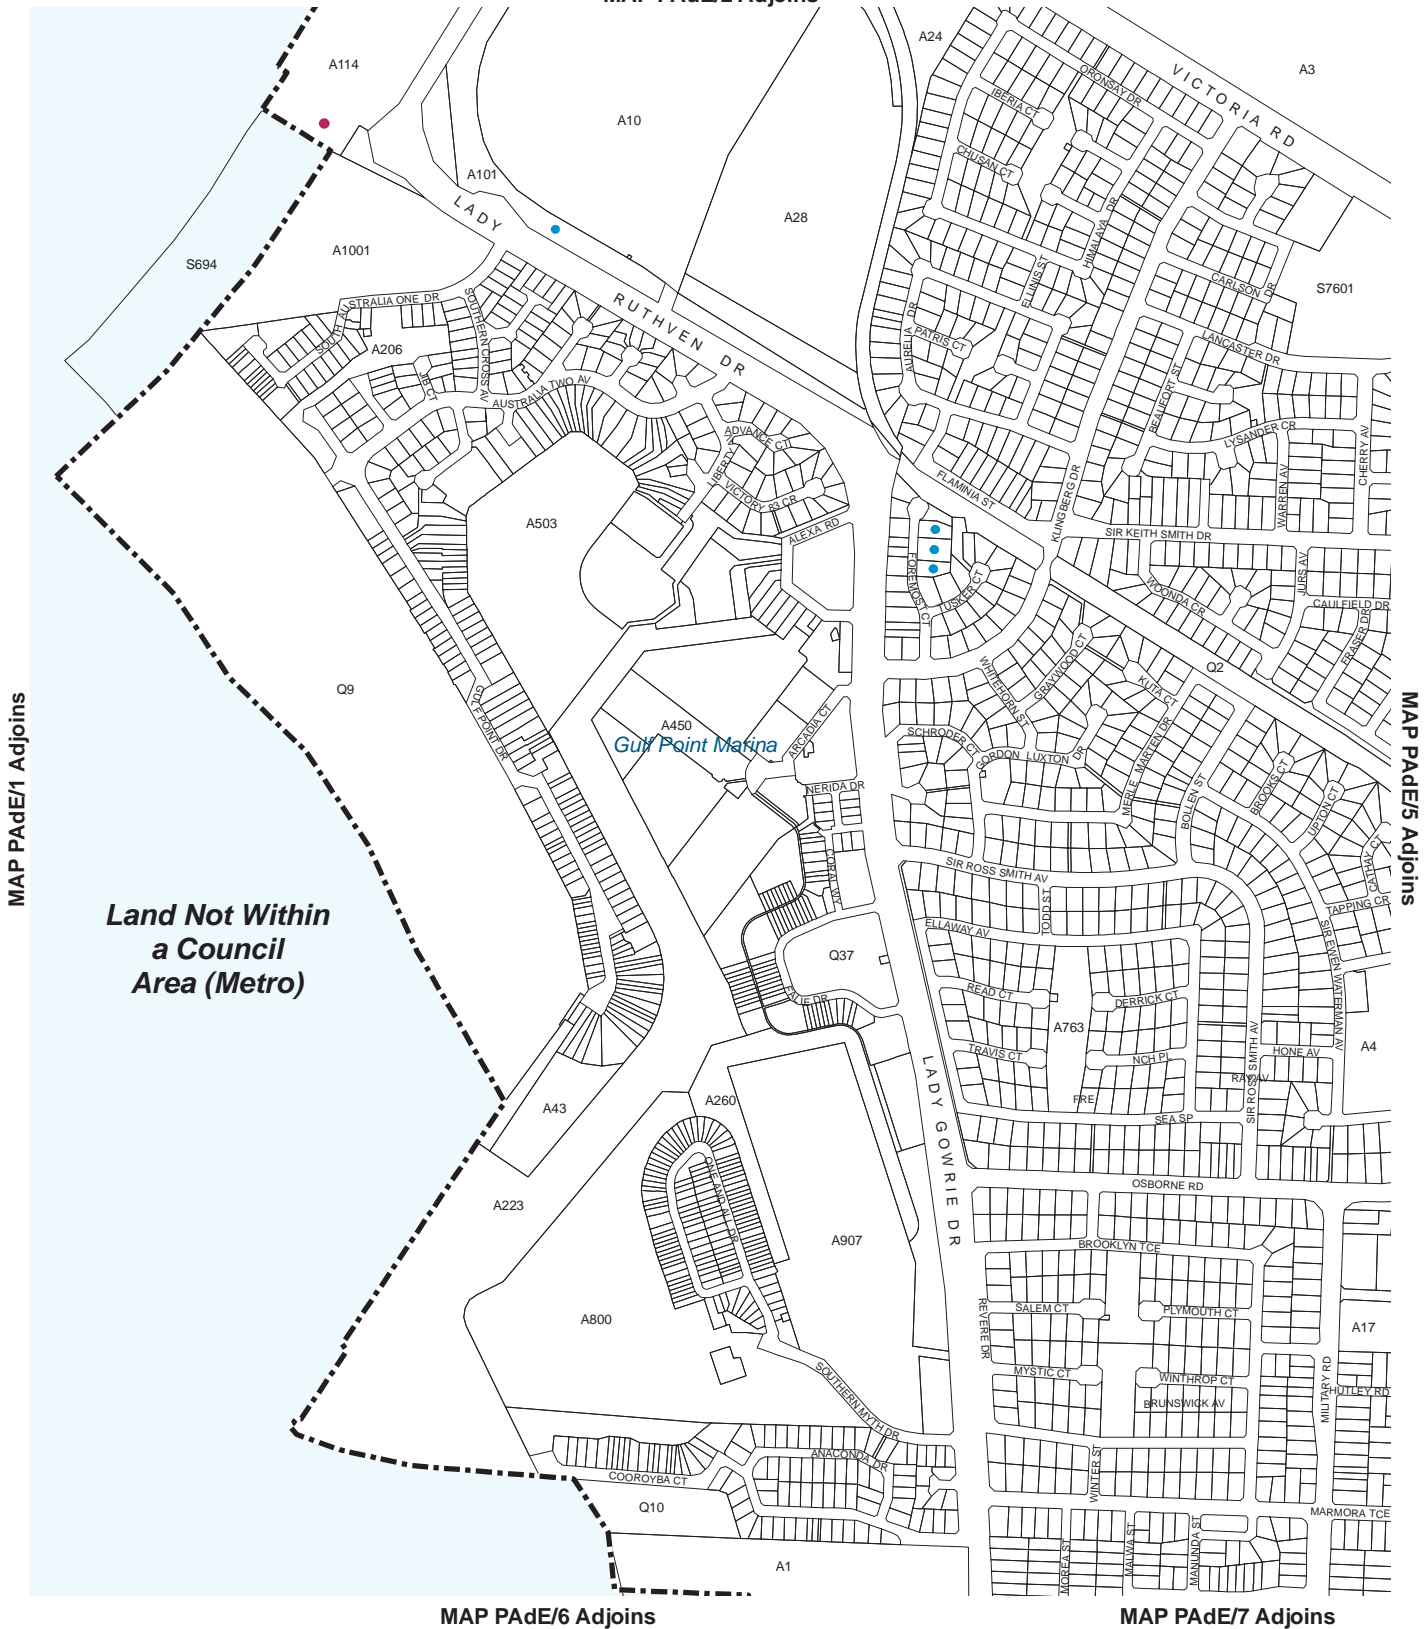 A114
A24
VICTORIA RD
A3
ORONSAY DR
IBERIA CT
A10
CHUSAN CT
A101
LADY
A28
HIMALAYA DR
A1001
S694
ELLINIS ST
CARLSON DR
S7601
SOUTH AUSTRALIA ONE DR
SOUTHERN CROSS AV
RUTHVEN DR
AURELIA DR
PATRIS CT
LANCASTER DR
A206
JIB CT
AUSTRALIA TWO AV
BEAUFORT ST
ADVANCE CT
LYSANDER CR
CHERRY AV
VICTORY 83 CR
FLAMINIA ST
KLINGBERG DR
WARREN AV
A503
ALEXA RD
SIR KEITH SMITH DR
FOREMOST CT
TUSKER CT
WOONDA CR
JURS AV
CAULFIELD DR
FRASER DR
Q2
GRAYWOOD CT
WHITEHORN ST
KUTA CT
Q9
GULF POINT DR
A450
Gulf Point Marina
ARCADIA CT
SCHRODER CT
GORDON LUXTON DR
MERLE MARTEN DR
MAP PAdE/1 Adjoins
MAP PAdE/5 Adjoins
NERIDA DR
BOLLEN ST
BROOKS CT
UPTON CT
CORAL WY
SIR ROSS SMITH AV
CATHAY CT
TODD ST
TAPPING CR
Land Not Within
a Council
Area (Metro)
ELLAWAY AV
SIR EWEN WATERMAN AV
Q37
FALIE DR
READ CT
DERRICK CT
A763
TRAVIS CT
NCH PL
HONE AV
A4
RAY AV
SIR ROSS SMITH AV
FRE
A43
A260
LADY GOWRIE DR
SEA SP
ONE AND ALL DR
OSBORNE RD
A223
A907
BROOKLYN TCE
REVERE DR
SALEM CT
PLYMOUTH CT
A800
A17
SOUTHERN MYTH DR
MYSTIC CT
WINTHROP CT
MILITARY RD
HUTLEY RD
BRUNSWICK AV
ANACONDA DR
COOROYBA CT
WINTER ST
Q10
MARMORA TCE
A1
MOREA ST
MALWA ST
MANUNDA ST
MAP PAdE/6 Adjoins
MAP PAdE/7 Adjoins